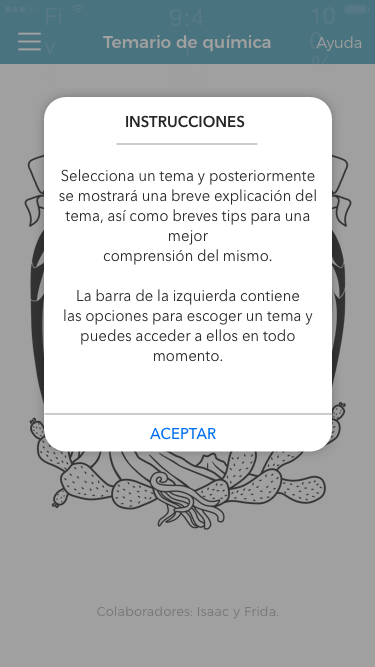 Fi 9:4 10
Temario de química
Ayuda
INSTRUCCIONES
Selecciona un tema y posteriormente
se mostrará una breve explicación del
tema, así como breves tips para una
mejor
comprensión del mismo.
La barra de la izquierda contiene
las opciones para escoger un tema y
puedes acceder a ellos en todo
momento.
ACEPTAR
Colaboradores: Isaac y Frida.